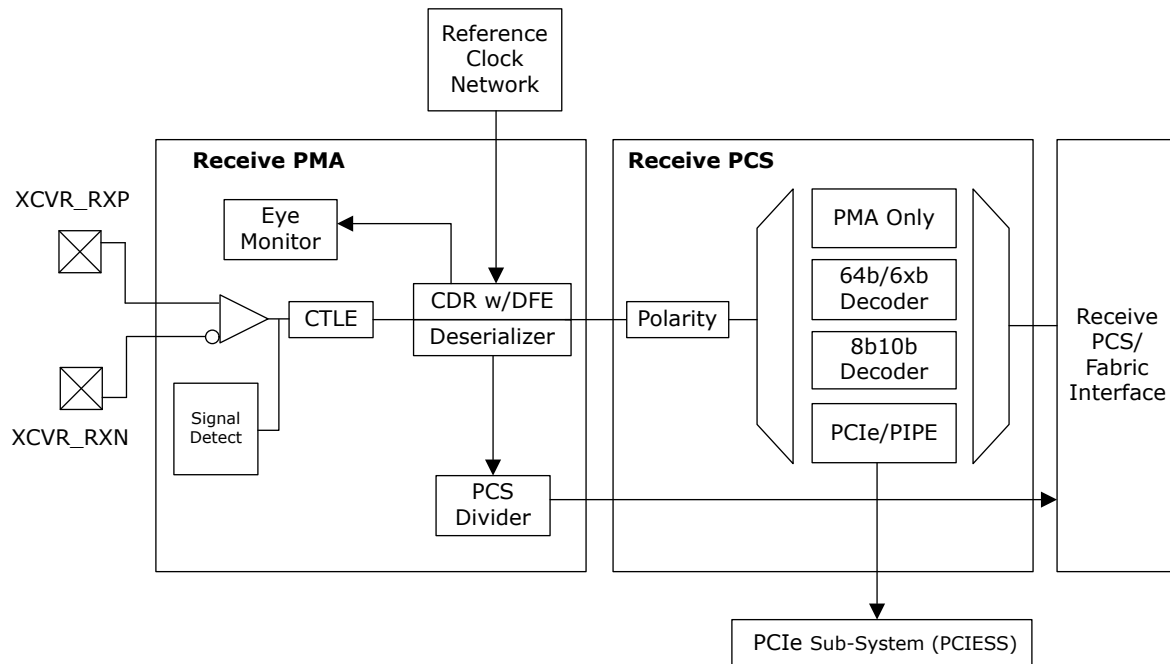 Reference
Clock
Network
Receive PMA
Receive PCS
XCVR_RXP
Eye
Monitor
PMA Only
64b/6xb
Decoder
CDR w/DFE
CTLE
Deserializer
Polarity
Receive
PCS/
Fabric
Interface
8b10b
Decoder
Signal
Detect
XCVR_RXN
PCIe/PIPE
PCS
Divider
PCIe Sub-System (PCIESS)